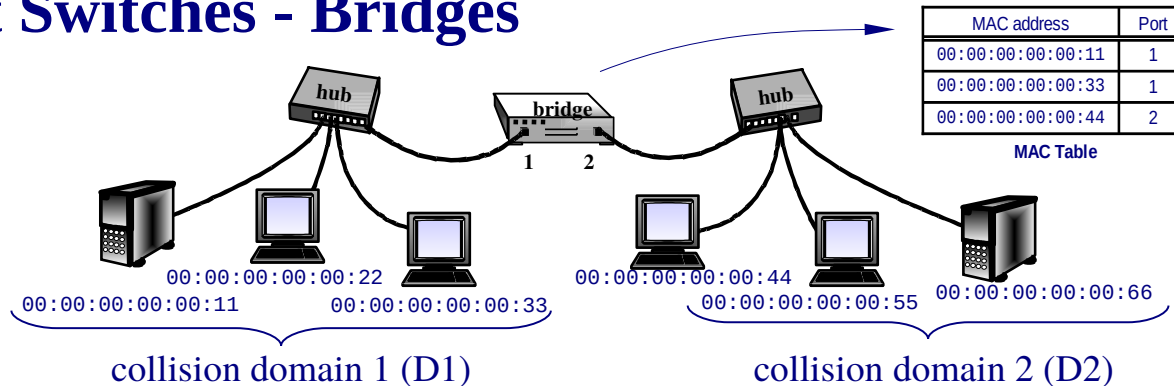 Switches - Bridges
MAC address Port
00:00:00:00:00:11 1
00:00:00:00:00:33 1
00:00:00:00:00:44 2
MAC Table
hub
bridge
hub
1 2
00:00:00:00:00:22
00:00:00:00:00:44
00:00:00:00:00:11
00:00:00:00:00:33
00:00:00:00:00:55
00:00:00:00:00:66
collision domain 1 (D1)
collision domain 2 (D2)